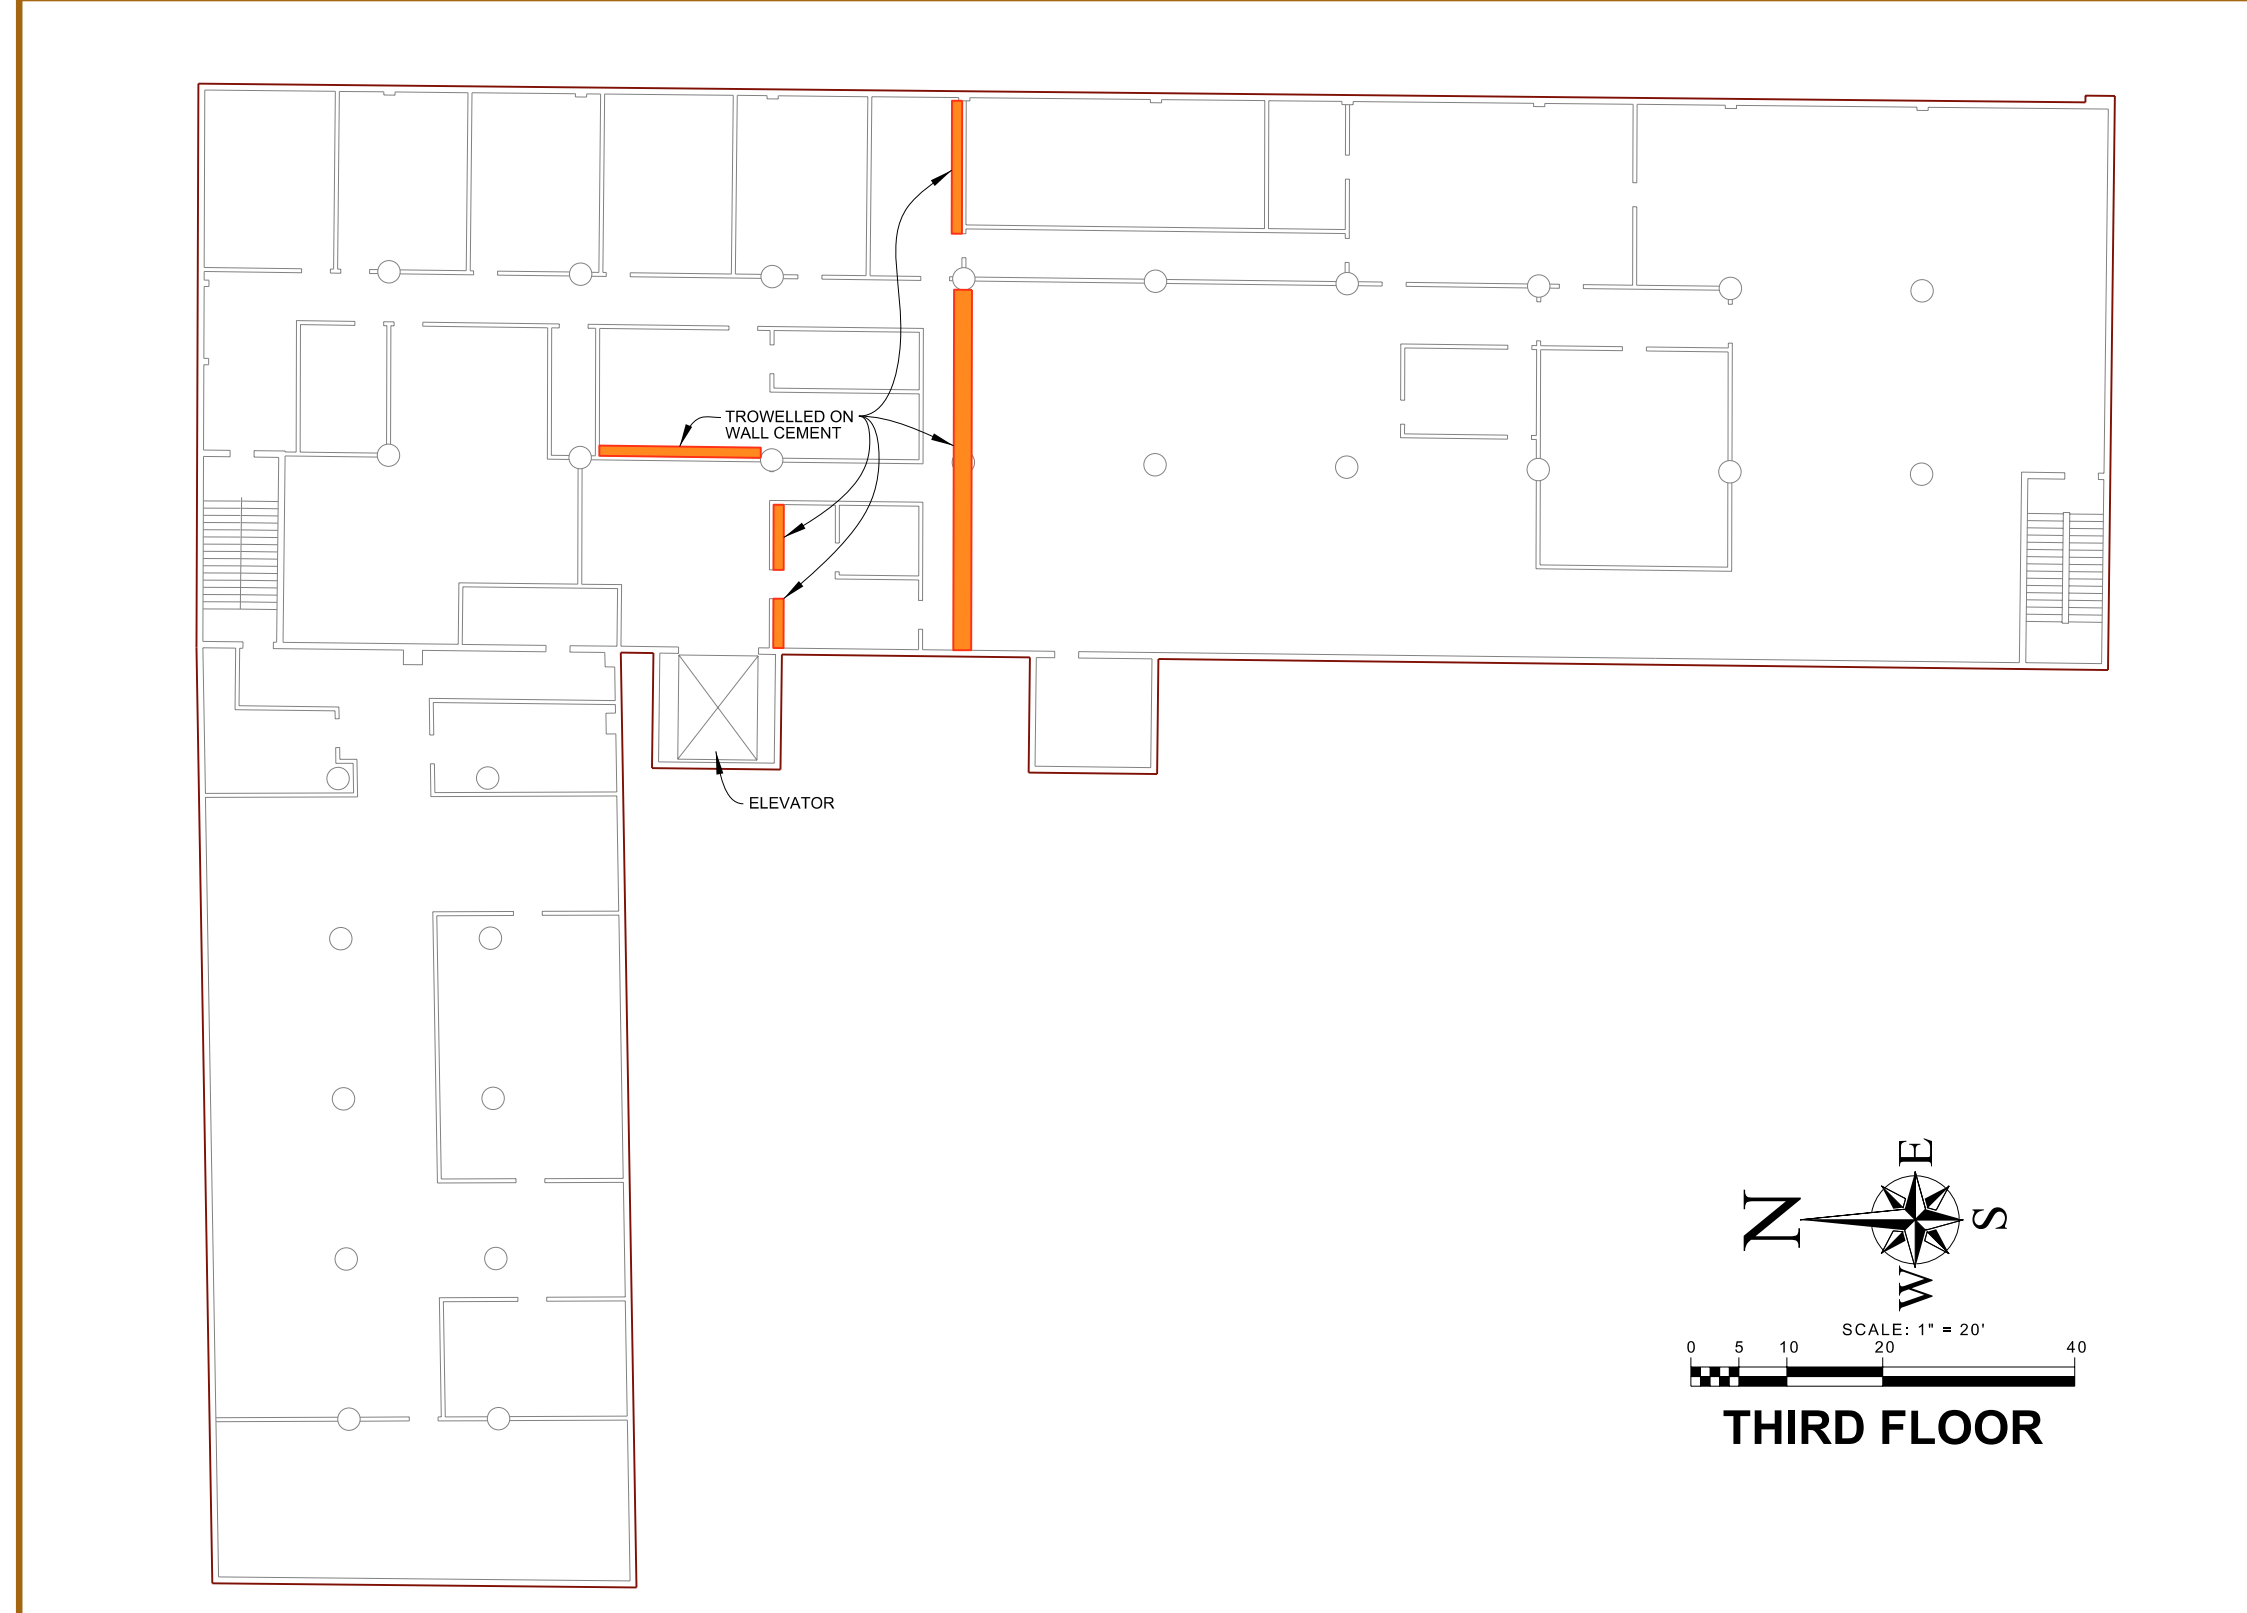 TROWELLED ON
WALL CEMENT
ELEVATOR
E
N
S
W
SCALE: 1" = 20'
0 5 10 20 40
THIRD FLOOR